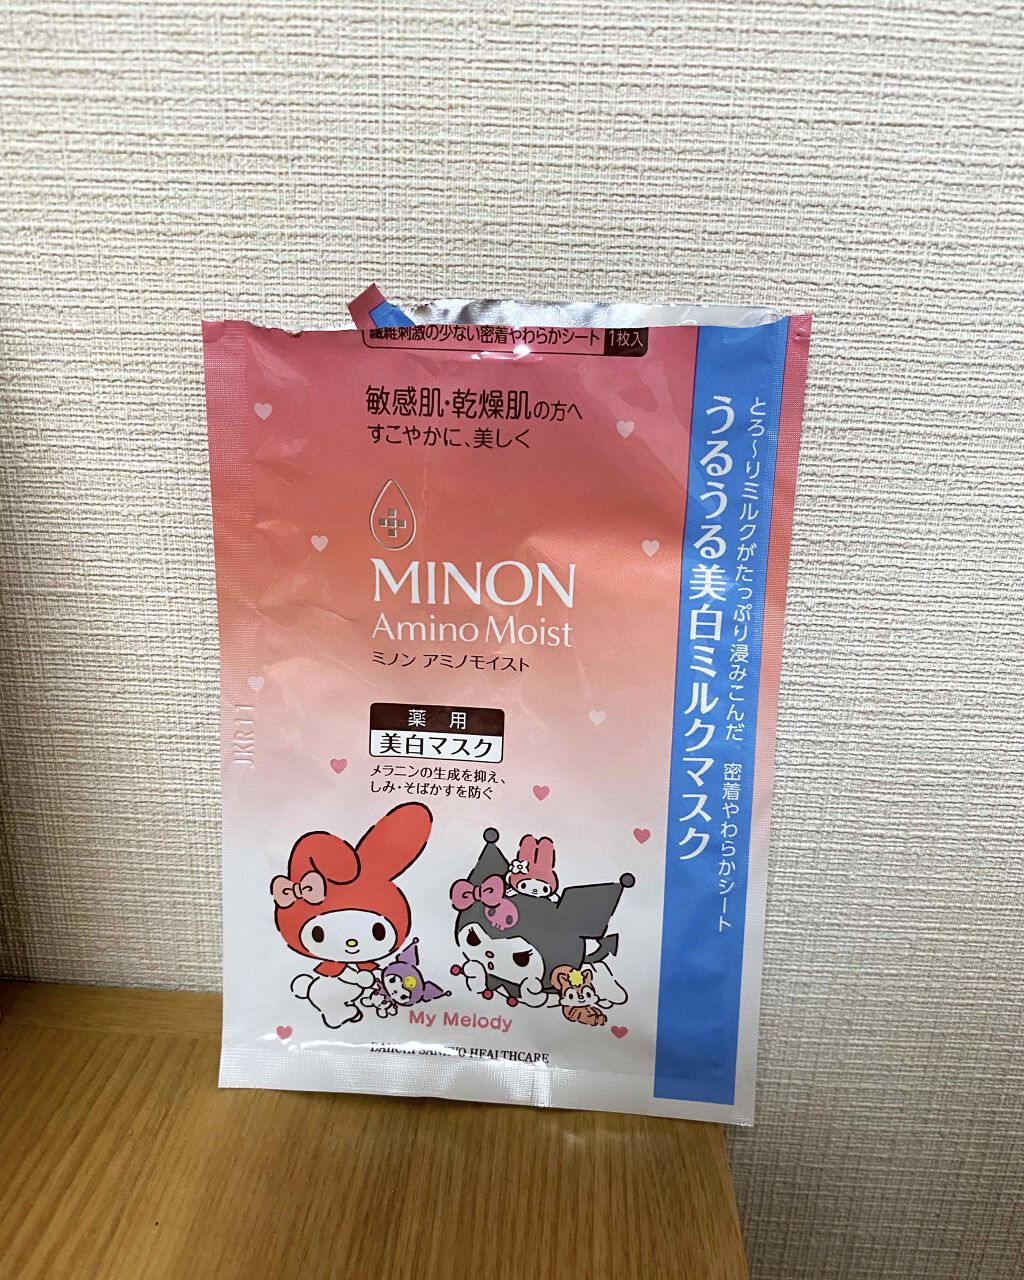 繊維刺激の少ない密着やわらかシート 1枚入
敏感肌・乾燥肌の方へ
すこやかに、美しく
MINON
Amino Moist
ミノン アミノモイスト
薬用
美白マスク
メラニンの生成を抑え、
しみ・そばかすを防ぐ
My Melody
DAIICHI SANKYO HEALTHCARE
とろ~りミルクがたっぷり浸みこんだ 密着やわらかシート
うるうる美白ミルクマスク
JKR11